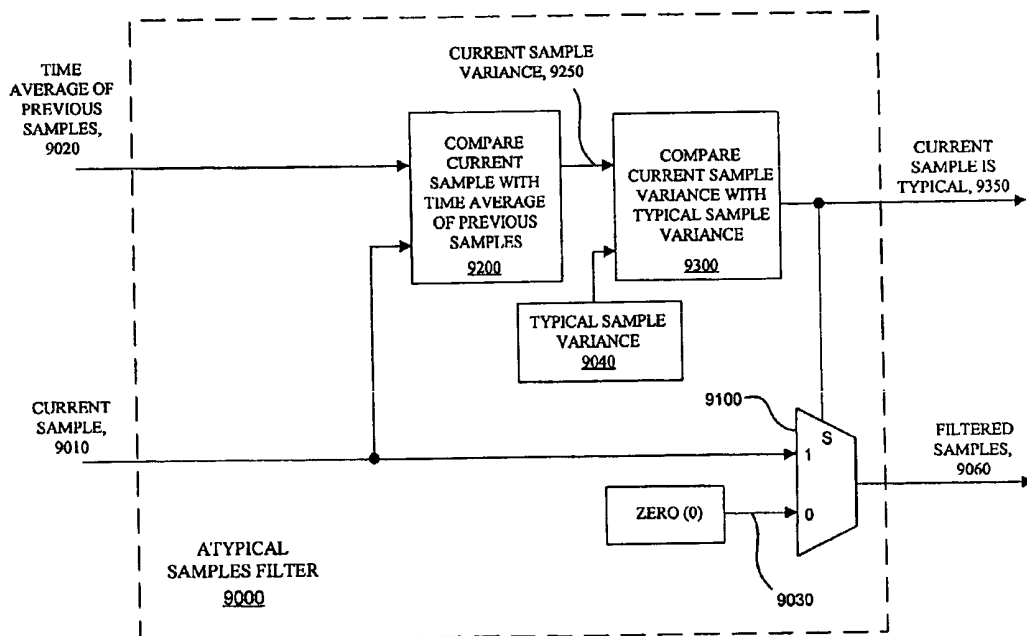 TIME
AVERAGE OF
PREVIOUS
SAMPLES,
9020
CURRENT SAMPLE
VARIANCE, 9250
COMPARE
CURRENT
SAMPLE WITH
TIME AVERAGE
OF PREVIOUS
SAMPLES
9200
COMPARE
CURRENT SAMPLE
VARIANCE WITH
TYPICAL SAMPLE
VARIANCE
9300
CURRENT
SAMPLE IS
TYPICAL, 9350
TYPICAL SAMPLE
VARIANCE
9040
CURRENT
SAMPLE,
9010
9100
S
1
0
FILTERED
SAMPLES,
9060
ZERO (0)
9030
ATYPICAL
SAMPLES FILTER
9000